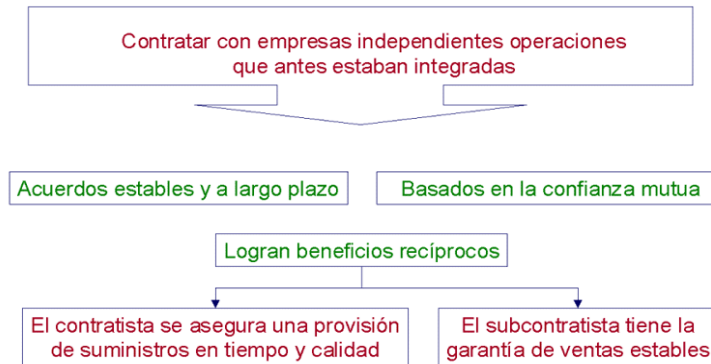 Contratar con empresas independientes operaciones
que antes estaban integradas
Acuerdos estables y a largo plazo
Basados en la confianza mutua
Logran beneficios recíprocos
El contratista se asegura una provisión
de suministros en tiempo y calidad
El subcontratista tiene la
garantía de ventas estables